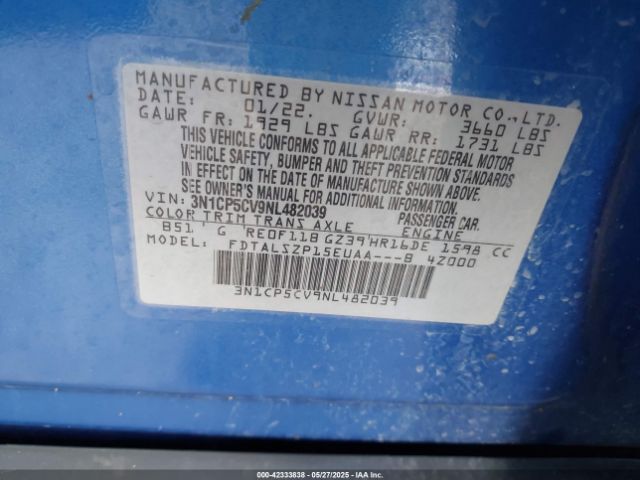 MANUFACTURED BY NISSAN MOTOR CO.,LTD.
DATE: 01/22. GVWR: 3660 LBS
GAWR FR: 1929 LBS GAWR RR: 1731 LBS
THIS VEHICLE CONFORMS TO ALL APPLICABLE FEDERAL MOTOR
VEHICLE SAFETY, BUMPER AND THEFT PREVENTION STANDARDS
IN EFFECT ON THE DATE OF MANUFACTURE SHOWN ABOVE.
SEE OWNER'S MANUAL FOR ADDITIONAL INFORMATION.
VIN: 3N1CP5CV9NL482039 PASSENGER CAR.
COLOR TRIM TRANS AXLE ENGINE
B51 G RE0F11B GZ39 HR16DE 1598 CC
MODEL: FDTALSZP15EUAA---B 4Z000
3N1CP5CV9NL482039
000-42333838 | 05/27/2025 | IAA Inc.